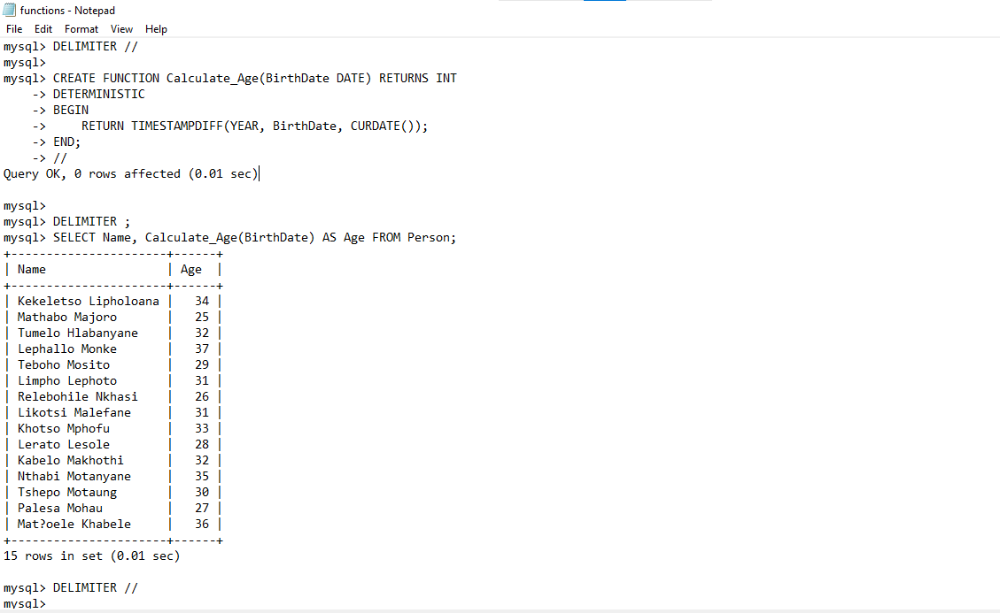 functions - Notepad
File Edit Format View Help
mysql> DELIMITER //
mysql>
mysql> CREATE FUNCTION Calculate_Age(BirthDate DATE) RETURNS INT
    -> DETERMINISTIC
    -> BEGIN
    ->     RETURN TIMESTAMPDIFF(YEAR, BirthDate, CURDATE());
    -> END;
    -> //
Query OK, 0 rows affected (0.01 sec)
mysql>
mysql> DELIMITER ;
mysql> SELECT Name, Calculate_Age(BirthDate) AS Age FROM Person;
+----------------------+------+
| Name                 | Age  |
+----------------------+------+
| Kekeletso Lipholoana |   34 |
| Mathabo Majoro       |   25 |
| Tumelo Hlabanyane    |   32 |
| Lephallo Monke       |   37 |
| Teboho Mosito        |   29 |
| Limpho Lephoto       |   31 |
| Relebohile Nkhasi    |   26 |
| Likotsi Malefane     |   31 |
| Khotso Mphofu        |   33 |
| Lerato Lesole        |   28 |
| Kabelo Makhothi      |   32 |
| Nthabi Motanyane     |   35 |
| Tshepo Motaung       |   30 |
| Palesa Mohau         |   27 |
| Mat?oele Khabele     |   36 |
+----------------------+------+
15 rows in set (0.01 sec)
mysql> DELIMITER //
mysql>